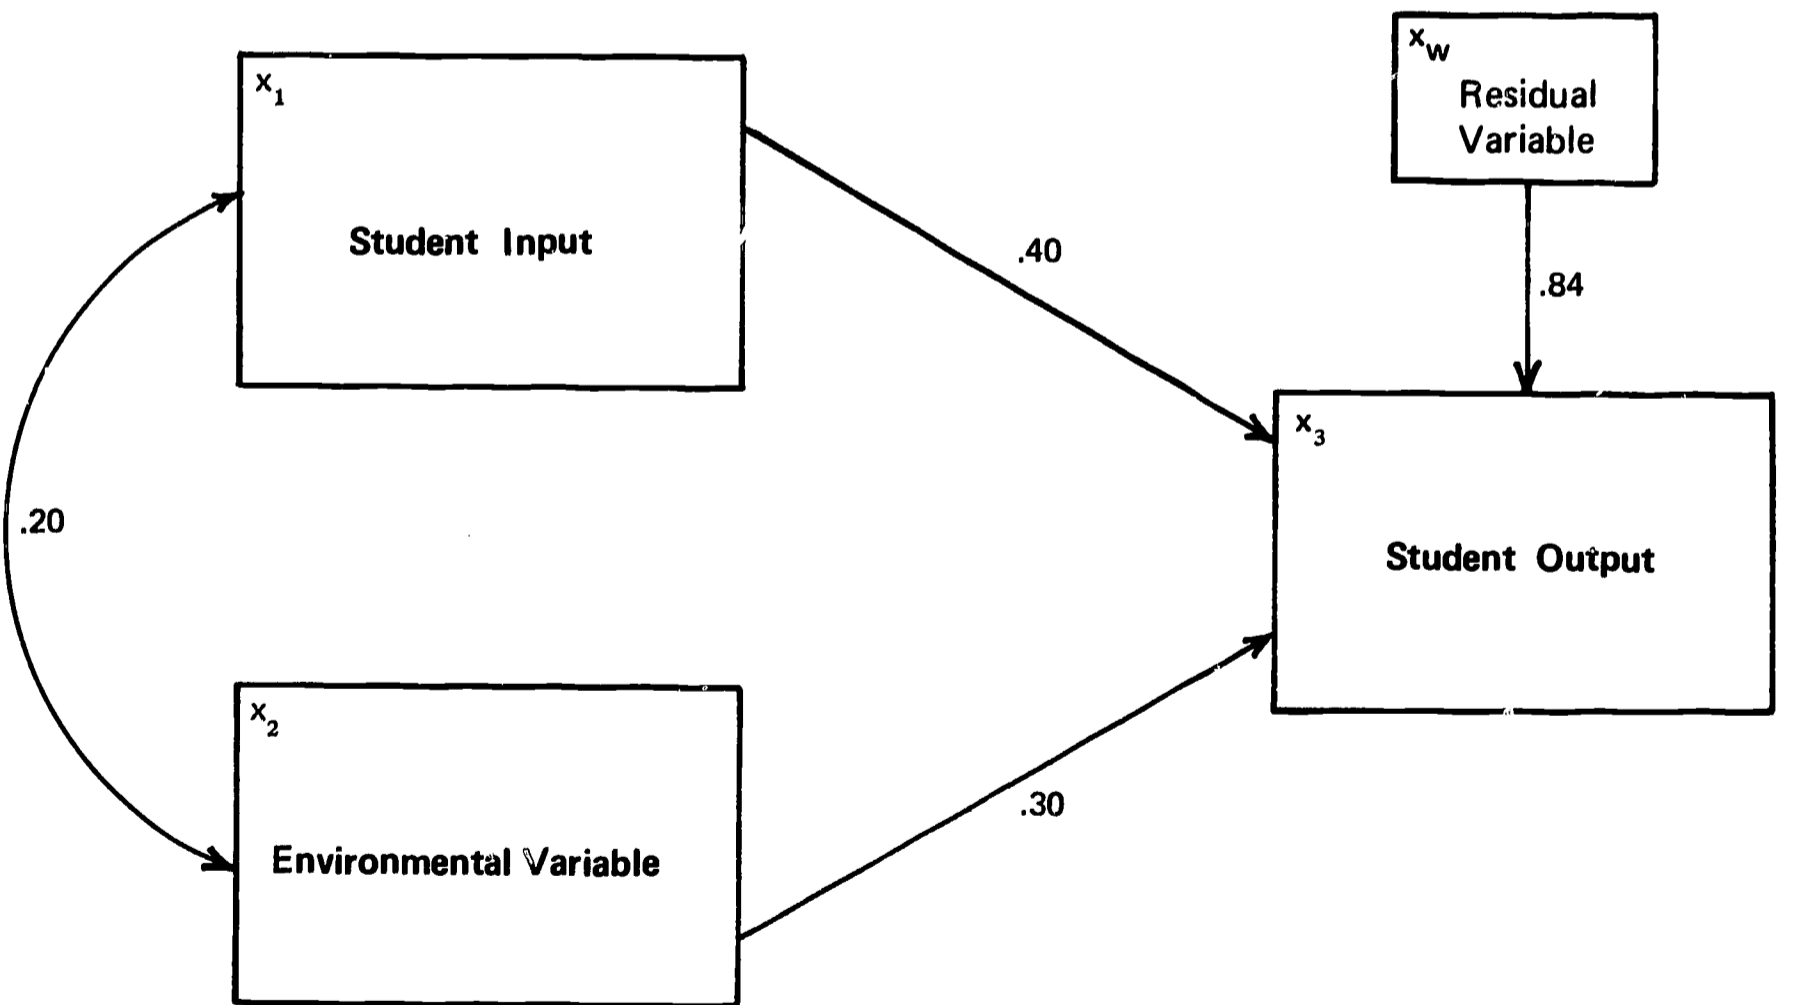 x1
Student Input
.40
xw
Residual
Variable
.84
.20
x3
Student Output
x2
Environmental Variable
.30